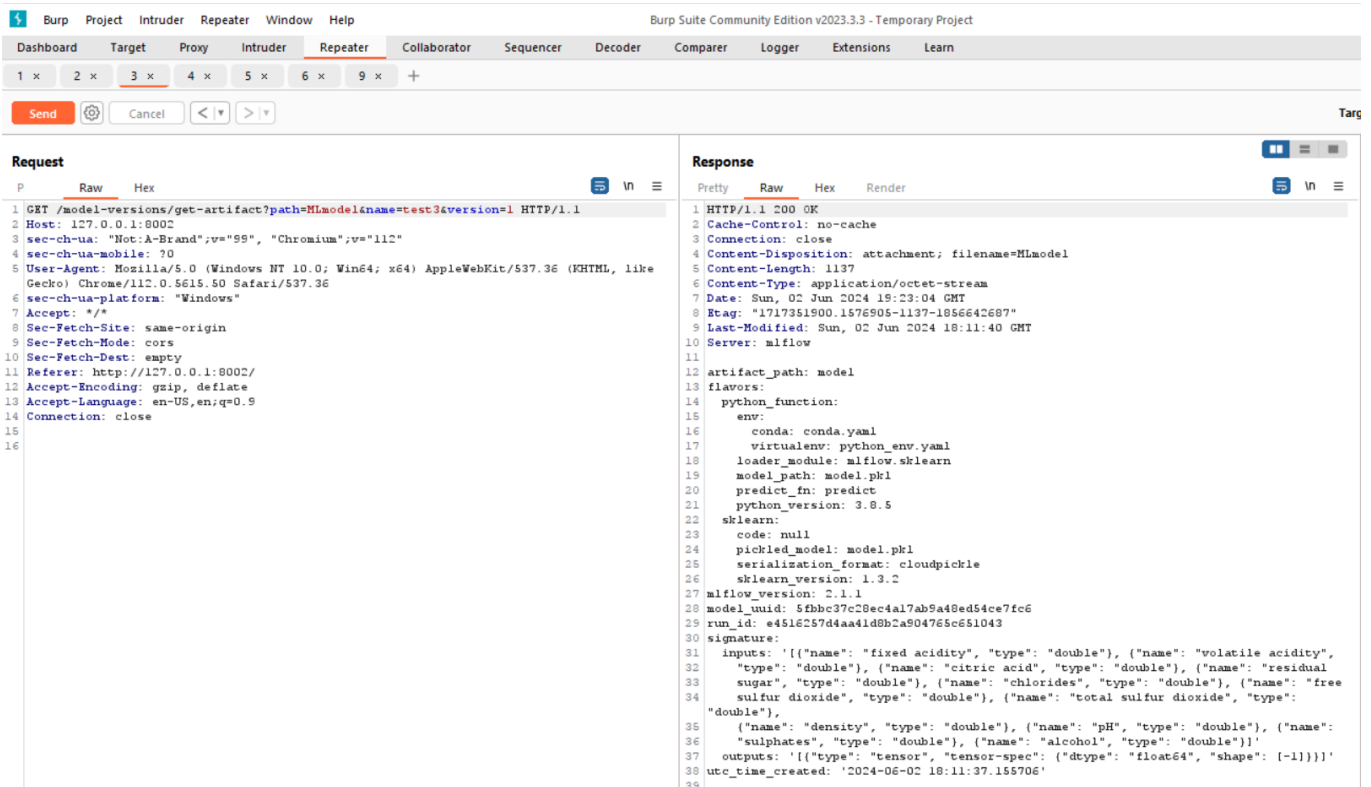 Burp Project Intruder Repeater Window Help Burp Suite Community Edition v2023.3.3 - Temporary Project
Dashboard Target Proxy Intruder Repeater Collaborator Sequencer Decoder Comparer Logger Extensions Learn
1 × 2 × 3 × 4 × 5 × 6 × 9 × +
Send Cancel < >
Targ
Request
P Raw Hex \n
1 GET /model-versions/get-artifact?path=MLmodel&name=test3&version=1 HTTP/1.1
2 Host: 127.0.0.1:8002
3 sec-ch-ua: "Not:A-Brand";v="99", "Chromium";v="112"
4 sec-ch-ua-mobile: ?0
5 User-Agent: Mozilla/5.0 (Windows NT 10.0; Win64; x64) AppleWebKit/537.36 (KHTML, like
Gecko) Chrome/112.0.5615.50 Safari/537.36
6 sec-ch-ua-platform: "Windows"
7 Accept: */*
8 Sec-Fetch-Site: same-origin
9 Sec-Fetch-Mode: cors
10 Sec-Fetch-Dest: empty
11 Referer: http://127.0.0.1:8002/
12 Accept-Encoding: gzip, deflate
13 Accept-Language: en-US,en;q=0.9
14 Connection: close
15
16
Response
Pretty Raw Hex Render \n
1 HTTP/1.1 200 OK
2 Cache-Control: no-cache
3 Connection: close
4 Content-Disposition: attachment; filename=MLmodel
5 Content-Length: 1137
6 Content-Type: application/octet-stream
7 Date: Sun, 02 Jun 2024 19:23:04 GMT
8 Etag: "1717351900.1576905-1137-1856642687"
9 Last-Modified: Sun, 02 Jun 2024 18:11:40 GMT
10 Server: mlflow
11
12 artifact_path: model
13 flavors:
14 python_function:
15 env:
16 conda: conda.yaml
17 virtualenv: python_env.yaml
18 loader_module: mlflow.sklearn
19 model_path: model.pkl
20 predict_fn: predict
21 python_version: 3.8.5
22 sklearn:
23 code: null
24 pickled_model: model.pkl
25 serialization_format: cloudpickle
26 sklearn_version: 1.3.2
27 mlflow_version: 2.1.1
28 model_uuid: 5fbbc37c28ec4a17ab9a48ed54ce7fc6
29 run_id: e4516257d4aa41d8b2a904765c651043
30 signature:
31 inputs: '[{"name": "fixed acidity", "type": "double"}, {"name": "volatile acidity",
32 "type": "double"}, {"name": "citric acid", "type": "double"}, {"name": "residual
33 sugar", "type": "double"}, {"name": "chlorides", "type": "double"}, {"name": "free
34 sulfur dioxide", "type": "double"}, {"name": "total sulfur dioxide", "type":
"double"},
35 {"name": "density", "type": "double"}, {"name": "pH", "type": "double"}, {"name":
36 "sulphates", "type": "double"}, {"name": "alcohol", "type": "double"}]'
37 outputs: '[{"type": "tensor", "tensor-spec": {"dtype": "float64", "shape": [-1]}}]'
38 utc_time_created: '2024-06-02 18:11:37.155706'
39